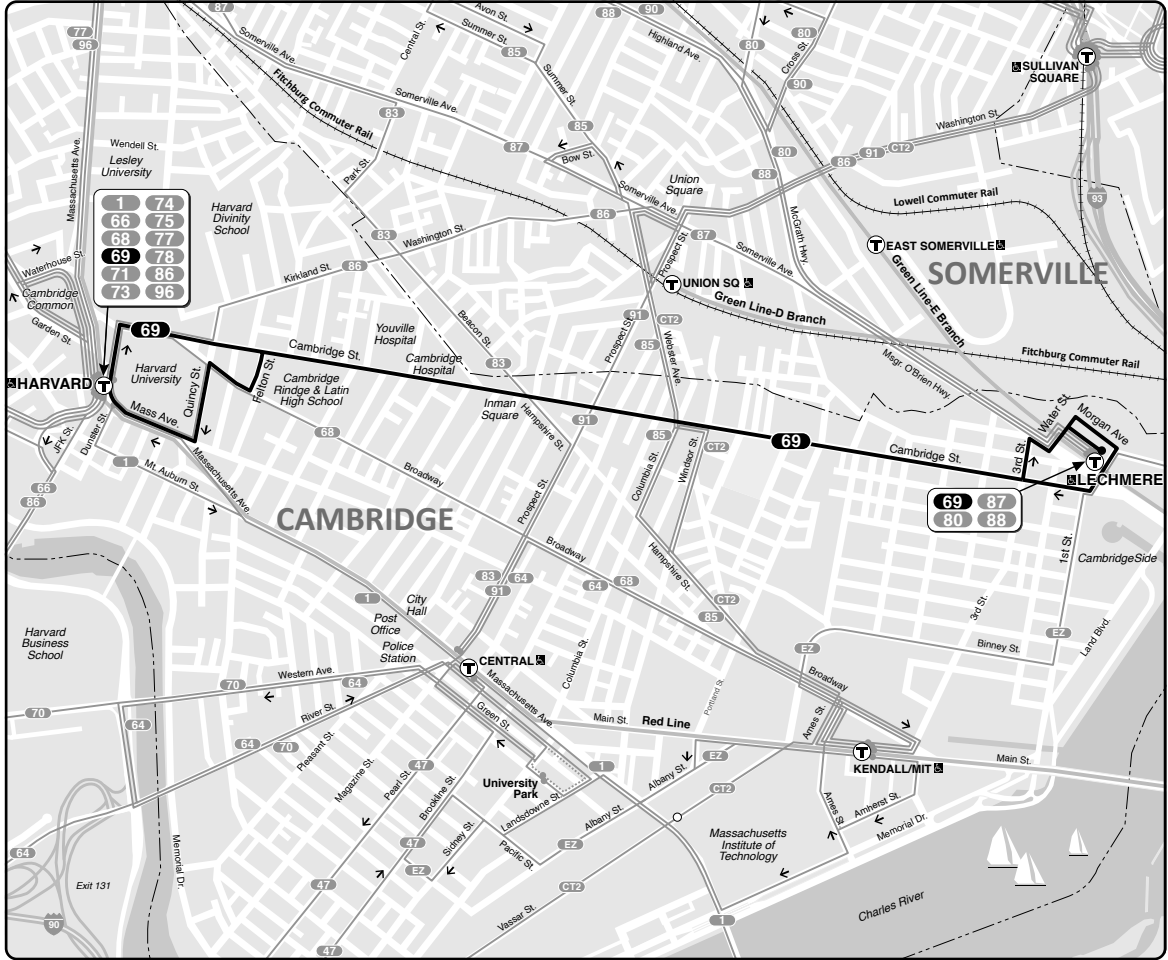 87
Avon St.
88
90
77
96
Somerville Ave.
Central St.
Summer St.
85
Highland Ave.
80
Cross St.
80
90
SULLIVAN
SQUARE
Fitchburg Commuter Rail
Somerville Ave.
83
Summer St.
85
87
Bow St.
Washington St.
CT2
91
86
80
88
Massachusetts Ave.
Wendell St.
Lesley
University
Park St.
Union
Square
Somerville Ave.
Lowell Commuter Rail
93
1 74
66 75
68 77
69 78
71 86
73 96
Harvard
Divinity
School
83
Washington St.
86
87
Prospect St.
Somerville Ave.
McGrath Hwy.
EAST SOMERVILLE
SOMERVILLE
Waterhouse St.
Kirkland St.
86
UNION SQ
Green Line-D Branch
Green Line-E Branch
Cambridge
Common
Garden St.
69
Beacon St.
Youville
Hospital
Cambridge St.
Cambridge
Hospital
83
Prospect St.
91
CT2
85
Webster Ave.
Msgr. O'Brien Hwy.
Fitchburg Commuter Rail
HARVARD
Harvard
University
Quincy St.
Felton St.
Cambridge
Rindge & Latin
High School
Inman
Square
Hampshire St.
91
Mass Ave.
JFK St.
Dunster St.
68
85
CT2
69
Cambridge St.
3rd St.
Water St.
Morgan Ave
LECHMERE
1
Mt. Auburn St.
Massachusetts Ave.
Broadway
Columbia St.
Windsor St.
66
86
69 87
80 88
CAMBRIDGE
Prospect St.
Broadway
Hampshire St.
1st St.
CambridgeSide
83
64
91
64
68
CT2
85
1
City
Hall
Post
Office
Police
Station
3rd St.
EZ
Land Blvd.
Harvard
Business
School
CENTRAL
Columbia St.
EZ
Binney St.
Broadway
Western Ave.
70
64
70
64
River St.
64
70
Massachusetts Ave.
Green St.
Main St.
Red Line
Portland St.
Ames St.
KENDALL/MIT
Main St.
Pleasant St.
Magazine St.
Pearl St.
47
Brookline St.
University
Park
1
Albany St.
EZ
CT2
Landsdowne St.
Albany St.
EZ
Ames St.
Amherst St.
Memorial Dr.
Sidney St.
47
EZ
Pacific St.
Massachusetts
Institute of
Technology
64
Memorial Dr.
Exit 131
90
47
CT2
Vassar St.
1
Charles River
47